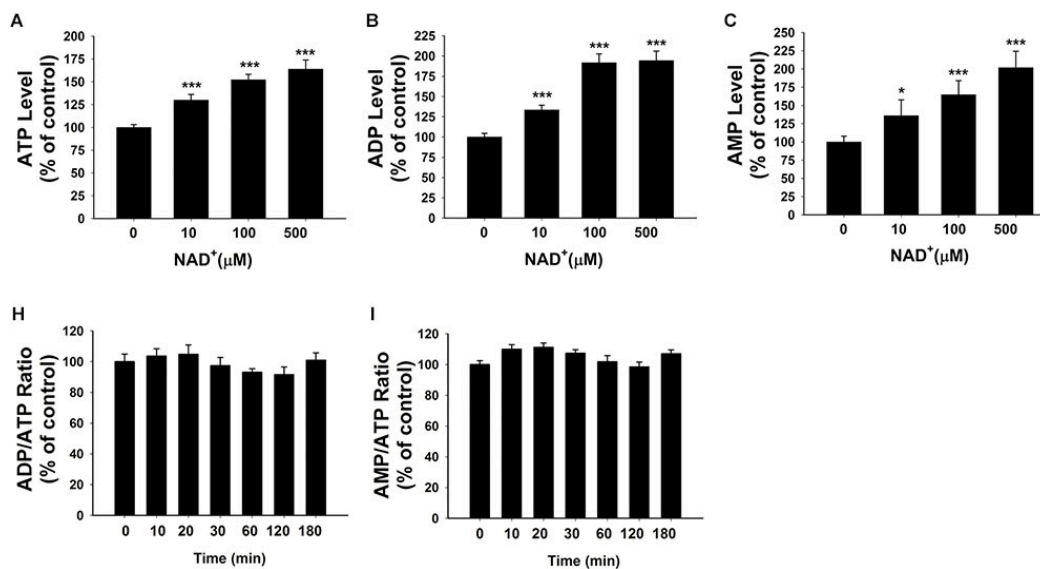 A
ATP Level
(% of control)
200
175
150
125
100
75
50
25
0
***
***
***
0 10 100 500
NAD⁺(μM)
B
ADP Level
(% of control)
250
225
200
175
150
125
100
75
50
25
0
***
***
***
0 10 100 500
NAD⁺(μM)
C
AMP Level
(% of control)
250
225
200
175
150
125
100
75
50
25
0
*
***
***
0 10 100 500
NAD⁺(μM)
H
ADP/ATP Ratio
(% of control)
120
100
80
60
40
20
0
0 10 20 30 60 120 180
Time (min)
I
AMP/ATP Ratio
(% of control)
120
100
80
60
40
20
0
0 10 20 30 60 120 180
Time (min)